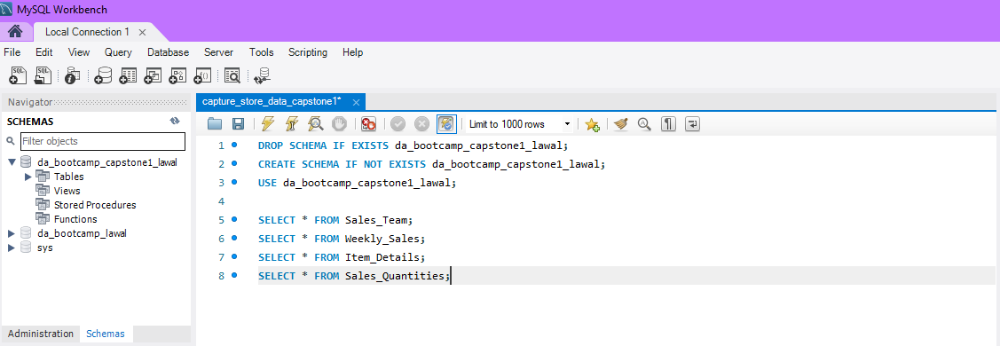 MySQL Workbench
Local Connection 1
File Edit View Query Database Server Tools Scripting Help
Navigator
SCHEMAS
Filter objects
da_bootcamp_capstone1_lawal
Tables
Views
Stored Procedures
Functions
da_bootcamp_lawal
sys
Administration Schemas
capture_store_data_capstone1*
Limit to 1000 rows
1 DROP SCHEMA IF EXISTS da_bootcamp_capstone1_lawal;
2 CREATE SCHEMA IF NOT EXISTS da_bootcamp_capstone1_lawal;
3 USE da_bootcamp_capstone1_lawal;
4
5 SELECT * FROM Sales_Team;
6 SELECT * FROM Weekly_Sales;
7 SELECT * FROM Item_Details;
8 SELECT * FROM Sales_Quantities;